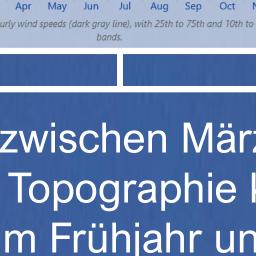 Apr May Jun Jul Aug Sep Oct
urly wind speeds (dark gray line), with 25th to 75th and 10th to
bands.
zwischen März
Topographie k
m Frühjahr un